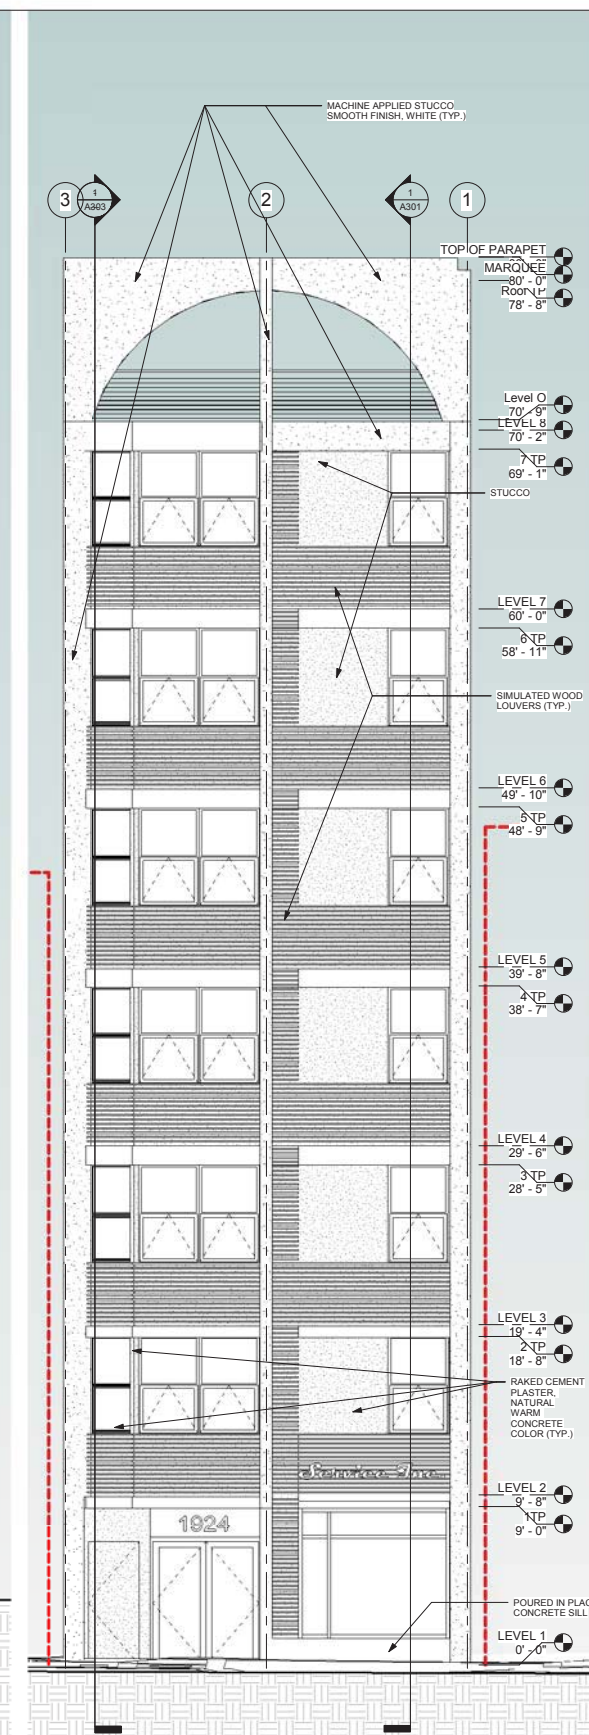 MACHINE APPLIED STUCCO
SMOOTH FINISH, WHITE (TYP.)
3
1
A303
2
1
A301
1
TOP OF PARAPET
MARQUEE
80' - 0"
Roof TP
78' - 8"
Level O
70' - 9"
LEVEL 8
70' - 2"
7 TP
69' - 1"
STUCCO
LEVEL 7
60' - 0"
6 TP
58' - 11"
SIMULATED WOOD
LOUVERS (TYP.)
LEVEL 6
49' - 10"
5 TP
48' - 9"
LEVEL 5
39' - 8"
4 TP
38' - 7"
LEVEL 4
29' - 6"
3 TP
28' - 5"
LEVEL 3
19' - 4"
2 TP
18' - 8"
RAKED CEMENT
PLASTER,
NATURAL
WARM
CONCRETE
COLOR (TYP.)
Service Inc.
LEVEL 2
9' - 8"
1TP
9' - 0"
1924
POURED IN PLAC
CONCRETE SILL
LEVEL 1
0' - 0"